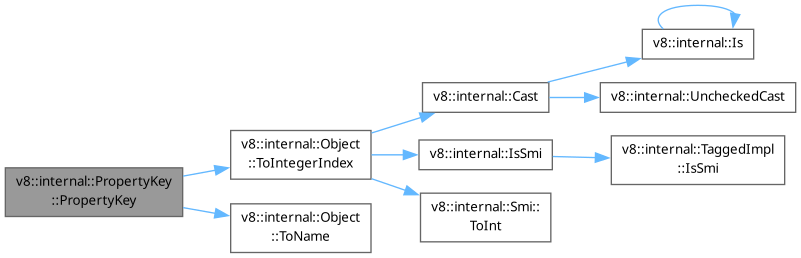 v8::internal::Is
v8::internal::Cast
v8::internal::UncheckedCast
v8::internal::Object
::ToIntegerIndex
v8::internal::IsSmi
v8::internal::TaggedImpl
::IsSmi
v8::internal::PropertyKey
::PropertyKey
v8::internal::Smi::
ToInt
v8::internal::Object
::ToName